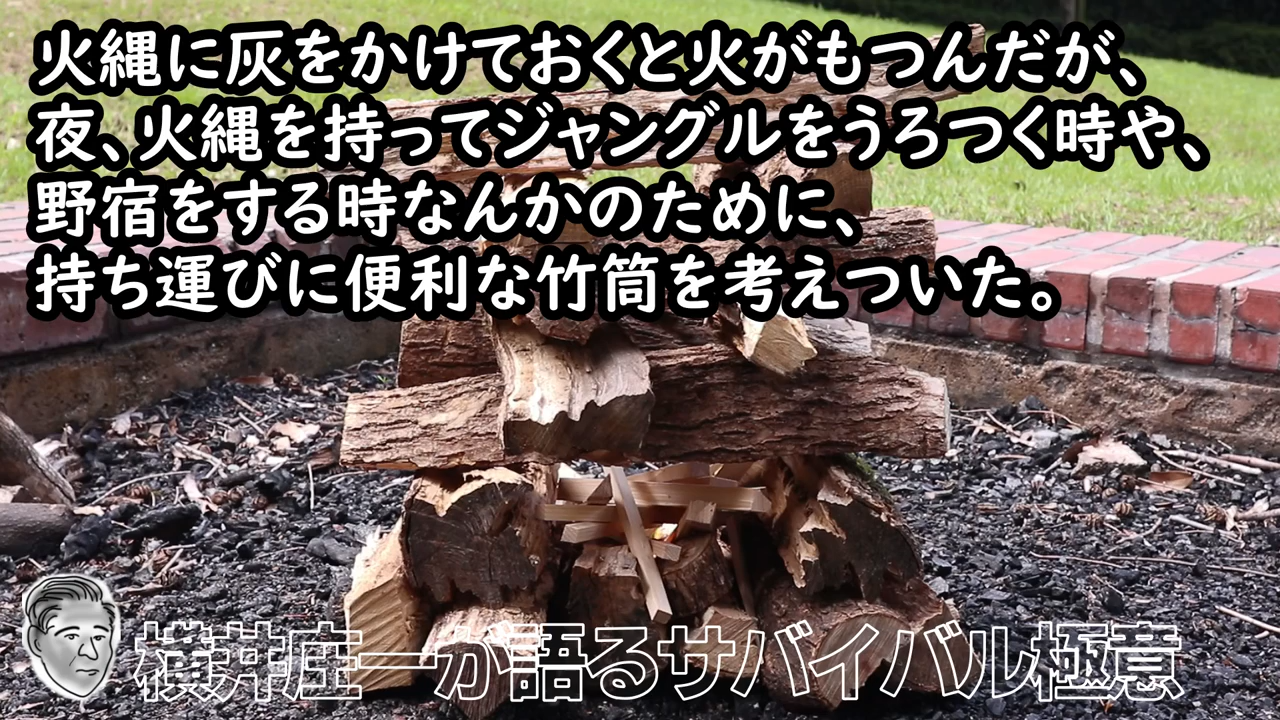 火縄に灰をかけておくと火がもつんだが、
夜、火縄を持ってジャングルをうろつく時や、
野宿をする時なんかのために、
持ち運びに便利な竹筒を考えついた。
横井庄一が語るサバイバル極意